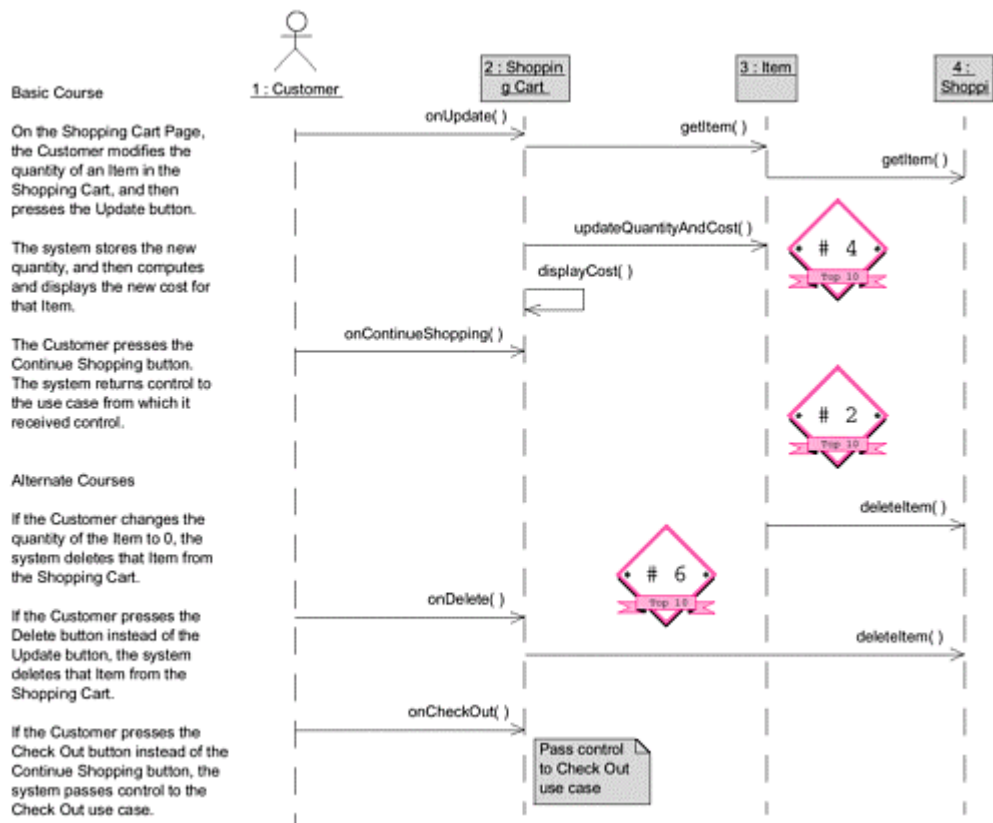 1 : Customer
2 : Shoppin
g Cart
3 : Item
4 :
Shoppi
Basic Course
On the Shopping Cart Page,
the Customer modifies the
quantity of an Item in the
Shopping Cart, and then
presses the Update button.
The system stores the new
quantity, and then computes
and displays the new cost for
that Item.
The Customer presses the
Continue Shopping button.
The system returns control to
the use case from which it
received control.
Alternate Courses
If the Customer changes the
quantity of the Item to 0, the
system deletes that Item from
the Shopping Cart.
If the Customer presses the
Delete button instead of the
Update button, the system
deletes that Item from the
Shopping Cart.
If the Customer presses the
Check Out button instead of the
Continue Shopping button, the
system passes control to the
Check Out use case.
onUpdate( )
getItem( )
getItem( )
updateQuantityAndCost( )
# 4
Top 10
displayCost( )
onContinueShopping( )
# 2
Top 10
deleteItem( )
# 6
Top 10
onDelete( )
deleteItem( )
onCheckOut( )
Pass control
to Check Out
use case